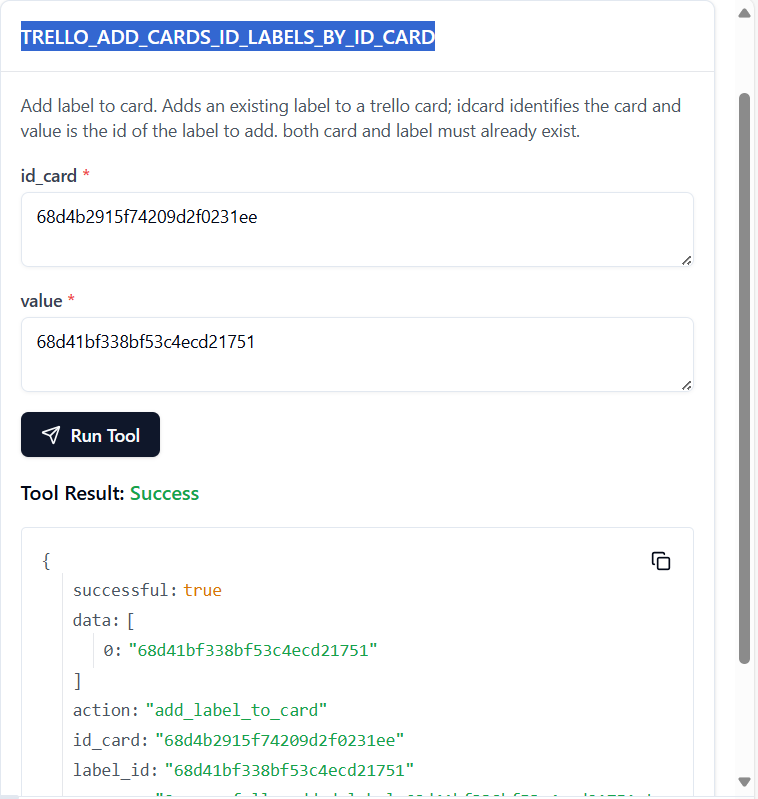 TRELLO_ADD_CARDS_ID_LABELS_BY_ID_CARD
Add label to card. Adds an existing label to a trello card; idcard identifies the card and
value is the id of the label to add. both card and label must already exist.
id_card *
68d4b2915f74209d2f0231ee
value *
68d41bf338bf53c4ecd21751
Run Tool
Tool Result: Success
{
successful: true
data: [
0: "68d41bf338bf53c4ecd21751"
]
action: "add_label_to_card"
id_card: "68d4b2915f74209d2f0231ee"
label_id: "68d41bf338bf53c4ecd21751"